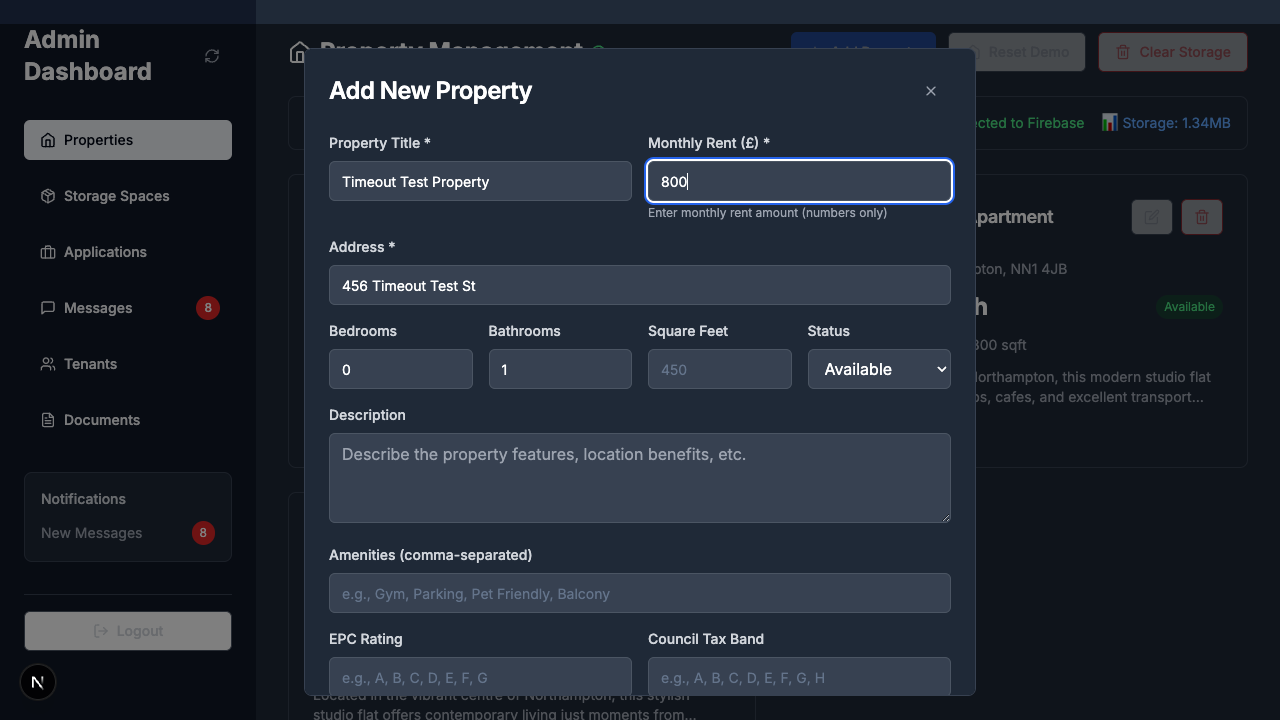 Admin
Dashboard
Properties
Storage Spaces
Applications
Messages
8
Tenants
Documents
Notifications
New Messages
8
Logout
N
Property Management
Reset Demo
Clear Storage
ected to Firebase
📊 Storage: 1.34MB
Add New Property
×
Property Title *
Monthly Rent (£) *
Timeout Test Property
800
Enter monthly rent amount (numbers only)
Address *
456 Timeout Test St
Bedrooms
Bathrooms
Square Feet
Status
0
1
450
Available
Description
Describe the property features, location benefits, etc.
Amenities (comma-separated)
e.g., Gym, Parking, Pet Friendly, Balcony
EPC Rating
Council Tax Band
e.g., A, B, C, D, E, F, G
e.g., A, B, C, D, E, F, G, H
partment
pton, NN1 4JB
h
Available
800 sqft
orthampton, this modern studio flat
os, cafes, and excellent transport...
Located in the vibrant centre of Northampton, this stylish
studio flat offers contemporary living just moments from...